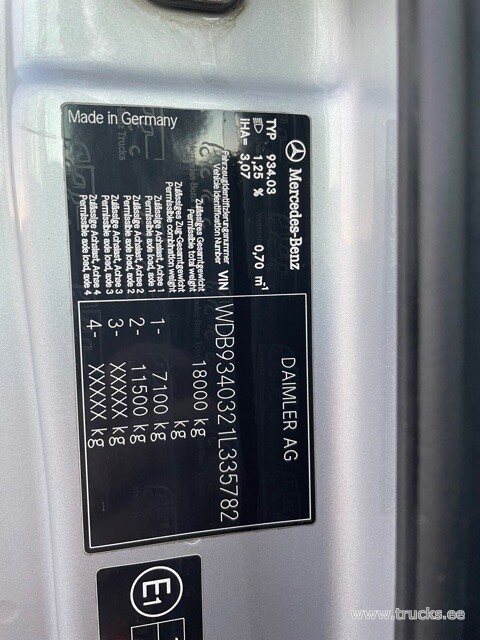 Mercedes-Benz
TYP 934.03
1,25 % 0,70 m⁻¹
IHA= 3,07
DAIMLER AG
Fahrzeugidentifizierungsnummer
Vehicle Identification Number
VIN WDB9340321L335782
Zulässiges Gesamtgewicht
Permissible total weight
18000 kg
Zulässiges Zug-Gesamtgewicht
Permissible combination weight
kg
Zulässige Achslast, Achse 1
Permissible axle load, axle 1
1- 7100 kg
Zulässige Achslast, Achse 2
Permissible axle load, axle 2
2- 11500 kg
Zulässige Achslast, Achse 3
Permissible axle load, axle 3
3- XXXXX kg
Zulässige Achslast, Achse 4
Permissible axle load, axle 4
4- XXXXX kg
Made in Germany
E1
www.trucks.ee